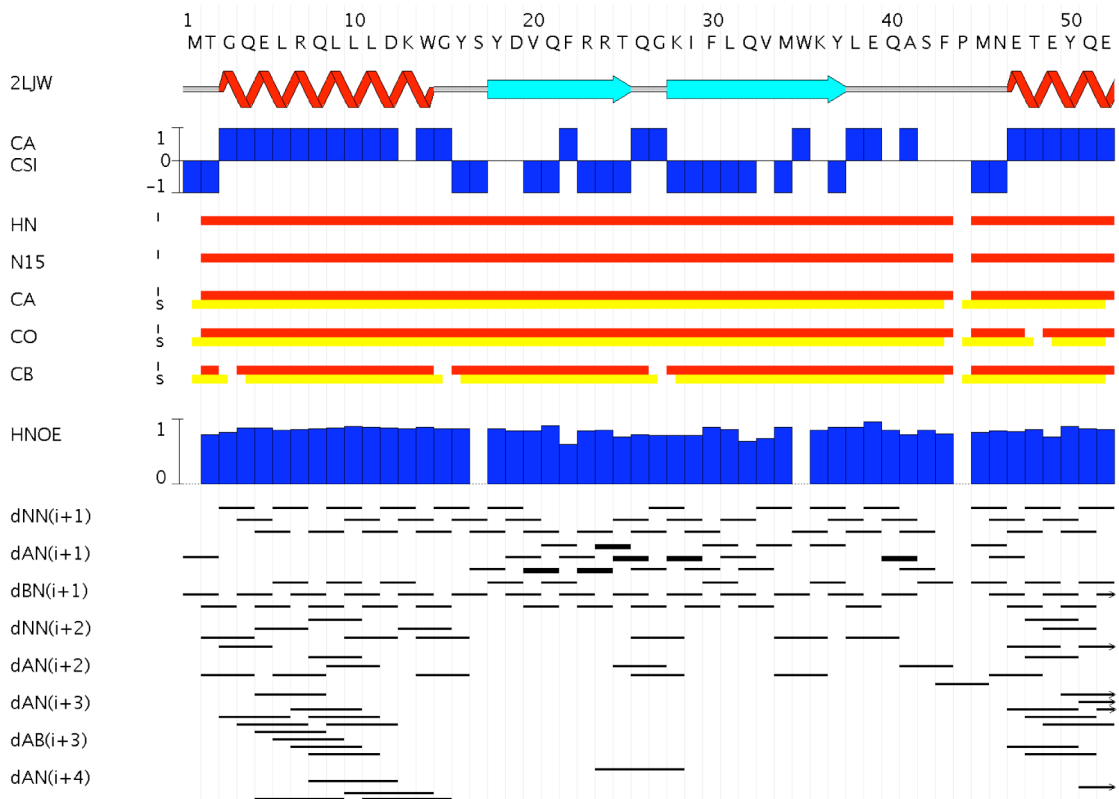 1 10 20 30 40 50
M T G Q E L R Q L L L D K W G Y S Y D V Q F R R T Q G K I F L Q V M W K Y L E Q A S F P M N E T E Y Q E
2LJW
CA 1
CSI 0
-1
HN I
N15 I
CA I
S
CO I
S
CB I
S
HNOE 1
0
dNN(i+1)
dAN(i+1)
dBN(i+1)
dNN(i+2)
dAN(i+2)
dAN(i+3)
dAB(i+3)
dAN(i+4)